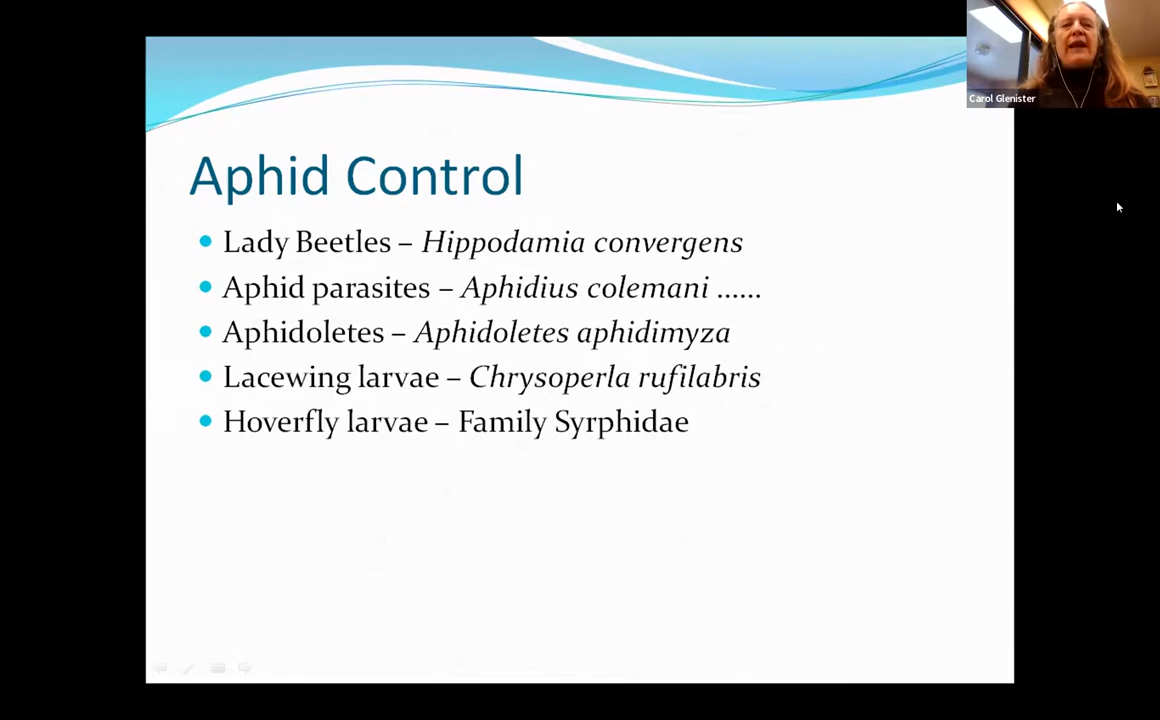 Carol Glenister
Aphid Control
• Lady Beetles – Hippodamia convergens
• Aphid parasites – Aphidius colemani ......
• Aphidoletes – Aphidoletes aphidimyza
• Lacewing larvae – Chrysoperla rufilabris
• Hoverfly larvae – Family Syrphidae